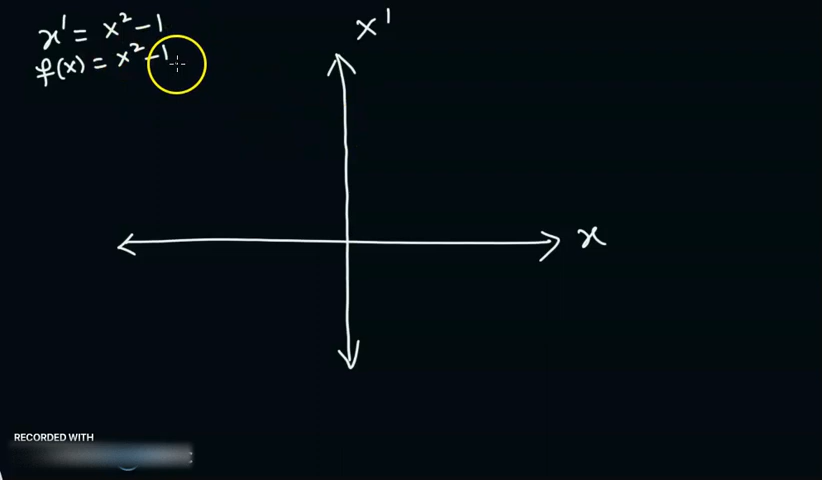 x' = x² - 1
f(x) = x² - 1
x'
x
RECORDED WITH